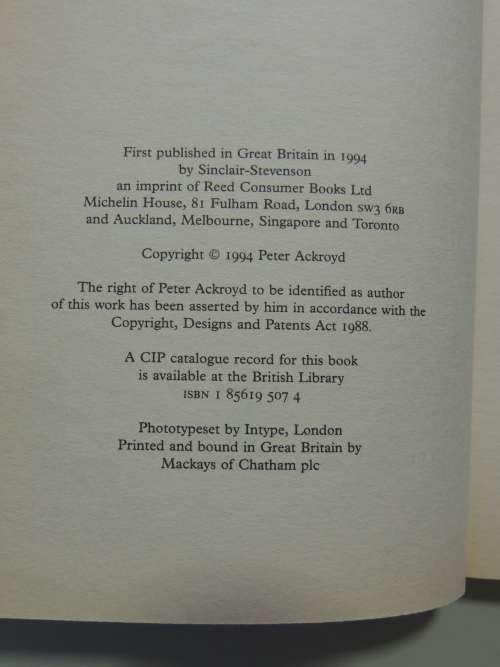 First published in Great Britain in 1994
by Sinclair-Stevenson
an imprint of Reed Consumer Books Ltd
Michelin House, 81 Fulham Road, London SW3 6RB
and Auckland, Melbourne, Singapore and Toronto
Copyright © 1994 Peter Ackroyd
The right of Peter Ackroyd to be identified as author
of this work has been asserted by him in accordance with the
Copyright, Designs and Patents Act 1988.
A CIP catalogue record for this book
is available at the British Library
ISBN 1 85619 507 4
Phototypeset by Intype, London
Printed and bound in Great Britain by
Mackays of Chatham plc